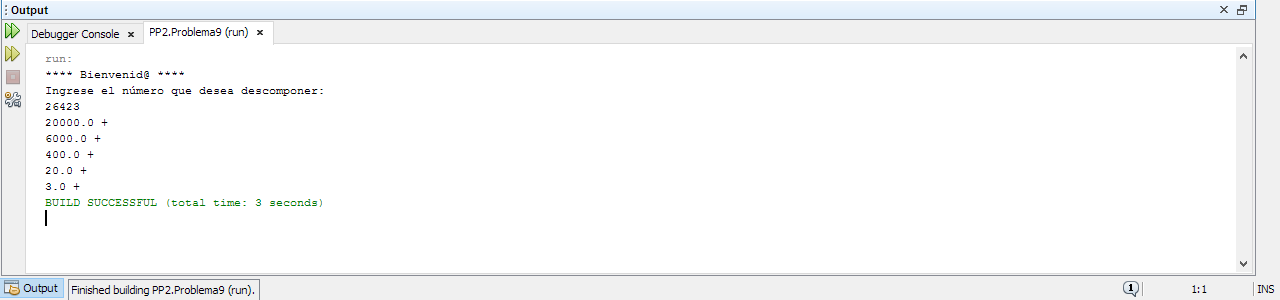 Output
Debugger Console
PP2.Problema9 (run)
run:
**** Bienvenid@ ****
Ingrese el número que desea descomponer:
26423
20000.0 +
6000.0 +
400.0 +
20.0 +
3.0 +
BUILD SUCCESSFUL (total time: 3 seconds)
Output
Finished building PP2.Problema9 (run).
1
1:1
INS